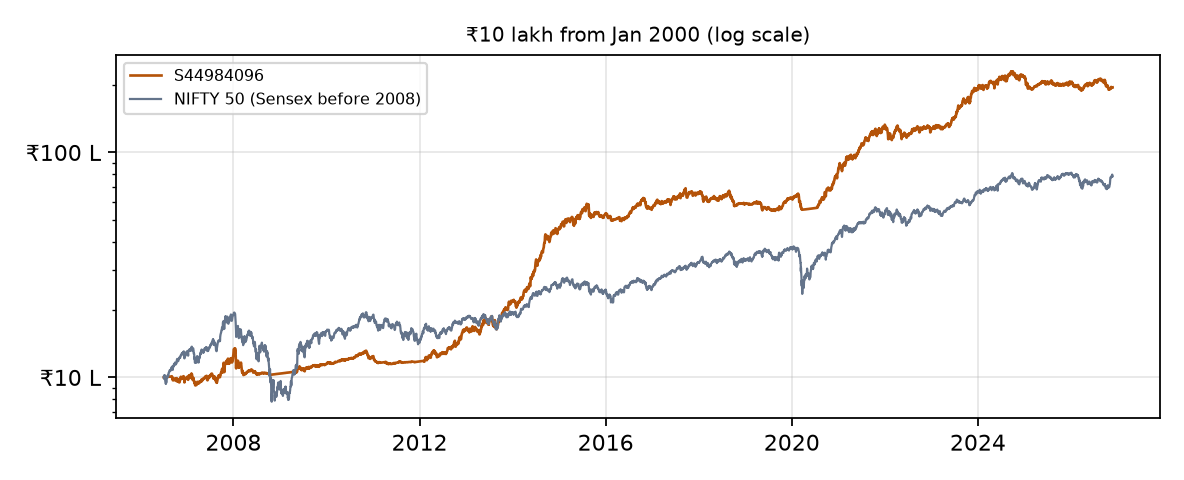 ₹10 lakh from Jan 2000 (log scale)
S44984096
NIFTY 50 (Sensex before 2008)
₹100 L
₹10 L
2008 2012 2016 2020 2024